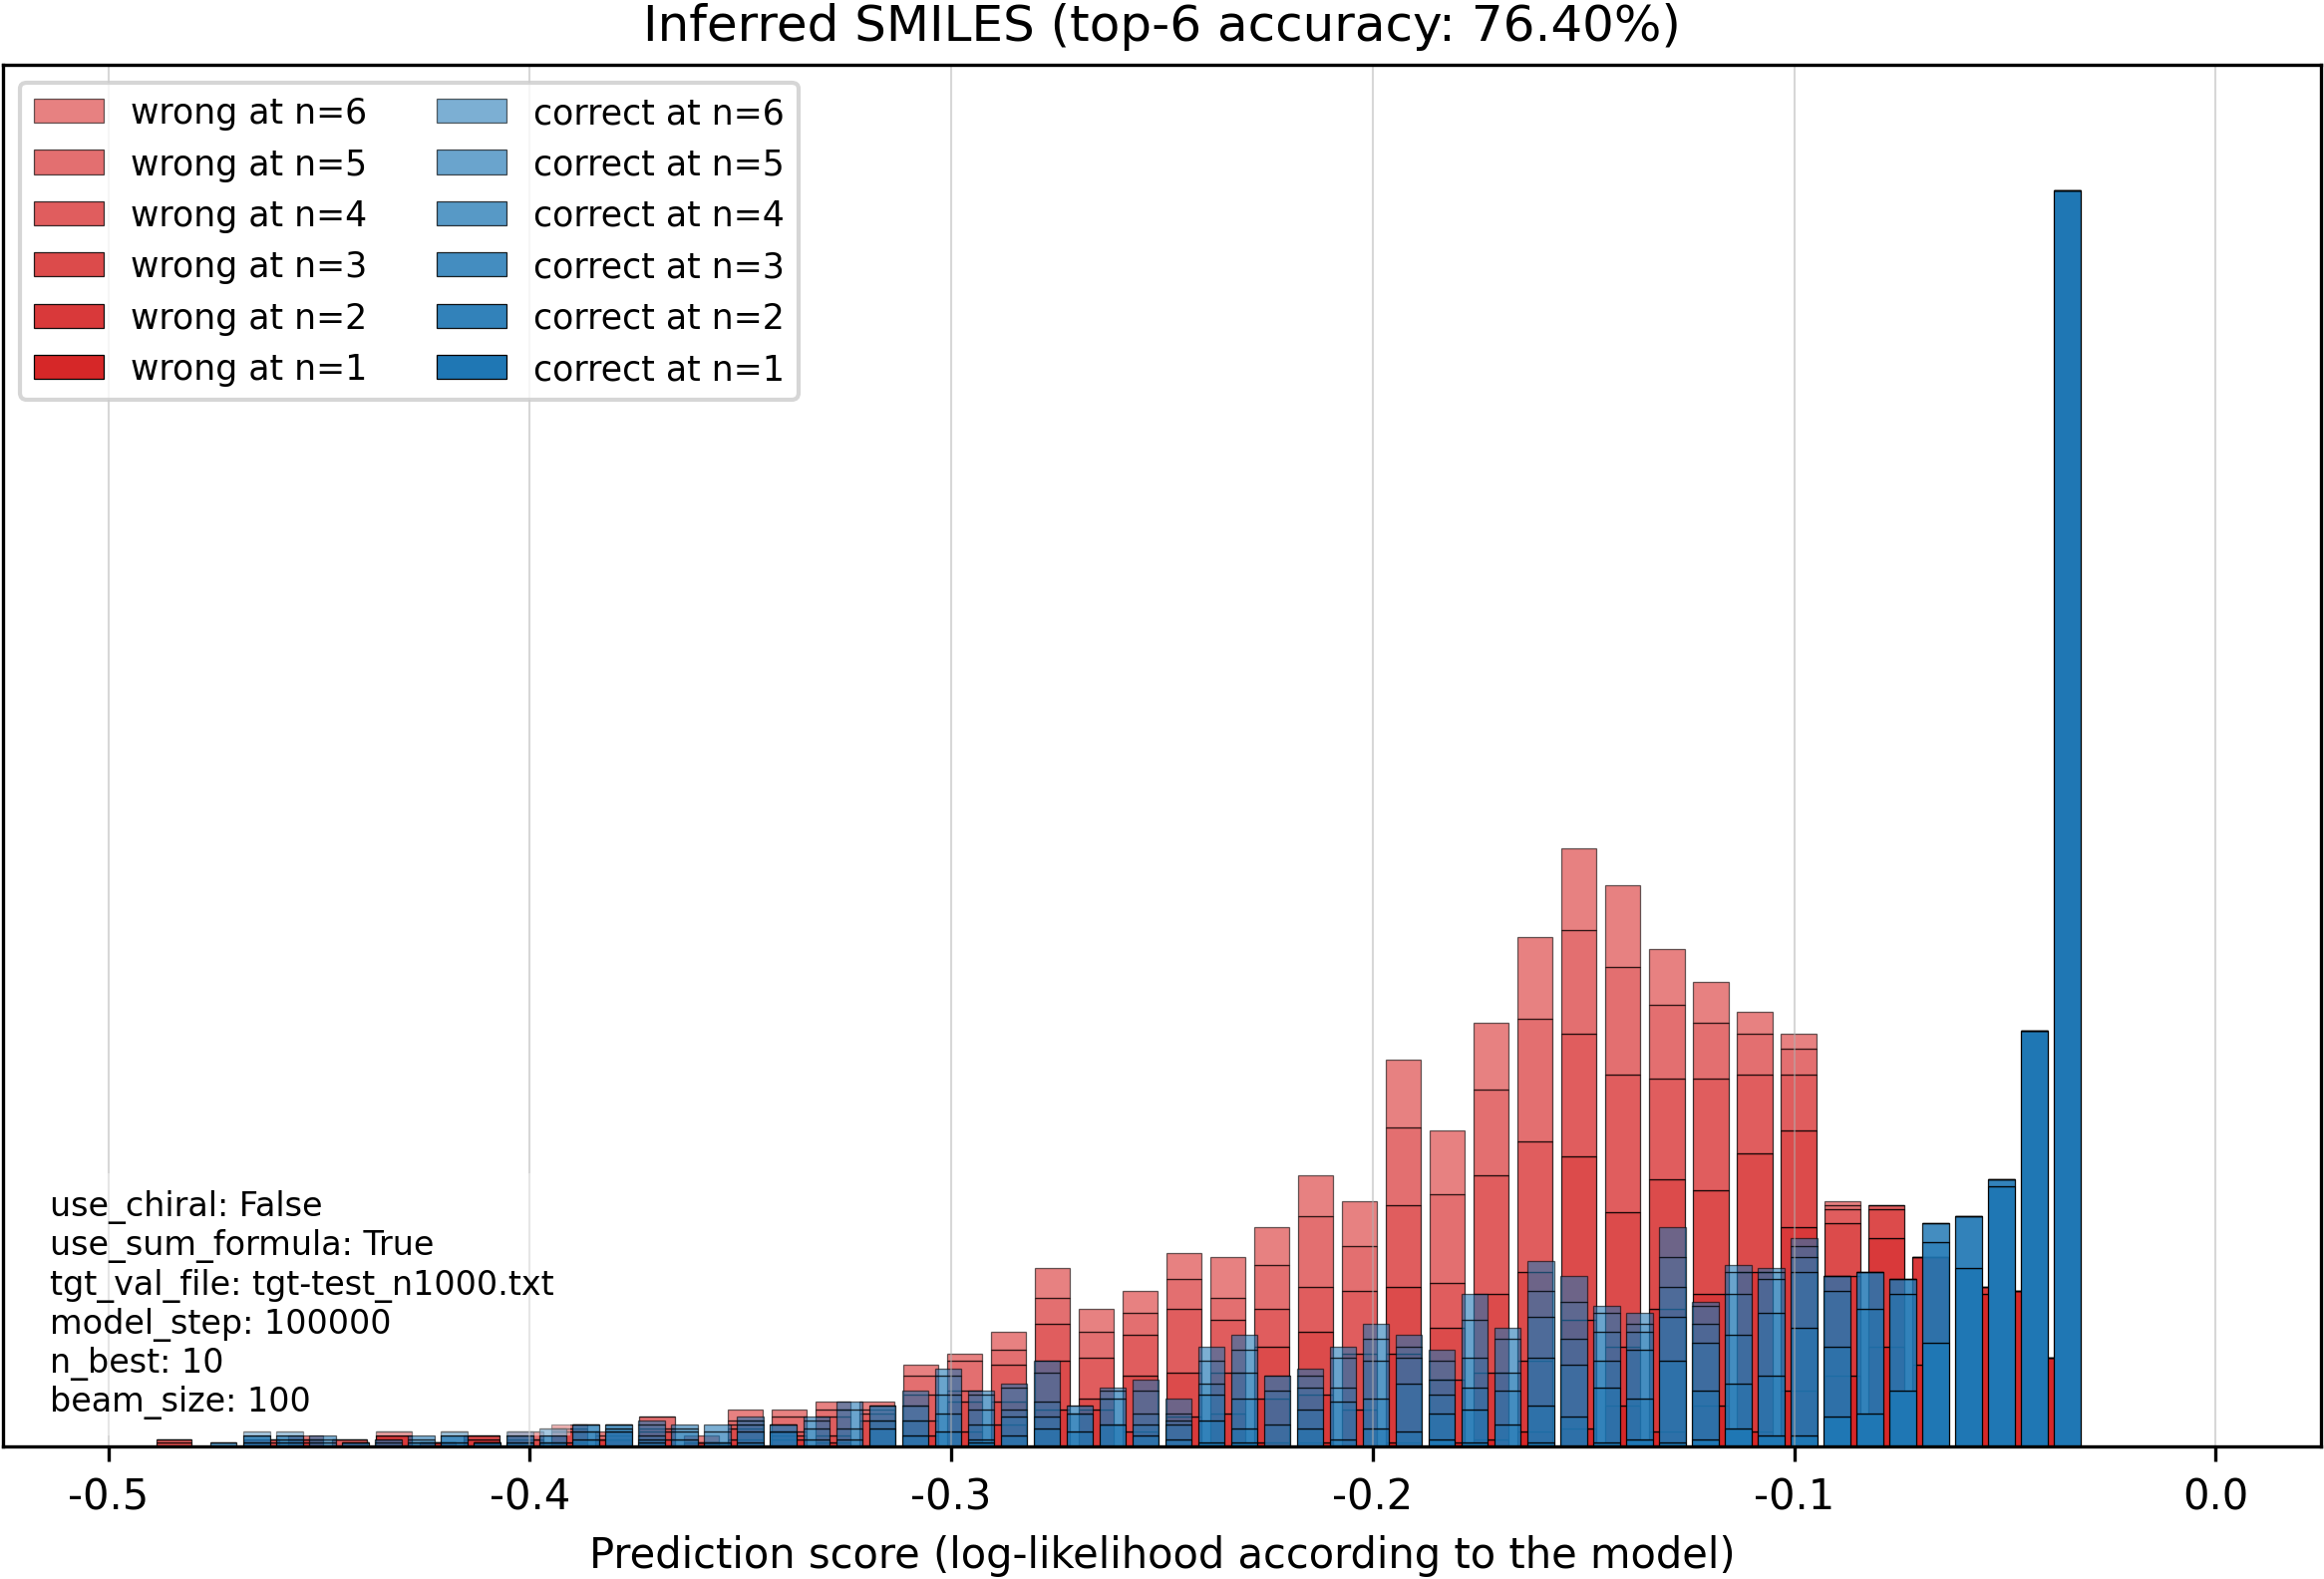 Inferred SMILES (top-6 accuracy: 76.40%)
wrong at n=6
wrong at n=5
wrong at n=4
wrong at n=3
wrong at n=2
wrong at n=1
correct at n=6
correct at n=5
correct at n=4
correct at n=3
correct at n=2
correct at n=1
use_chiral: False
use_sum_formula: True
tgt_val_file: tgt-test_n1000.txt
model_step: 100000
n_best: 10
beam_size: 100
-0.5 -0.4 -0.3 -0.2 -0.1 0.0
Prediction score (log-likelihood according to the model)